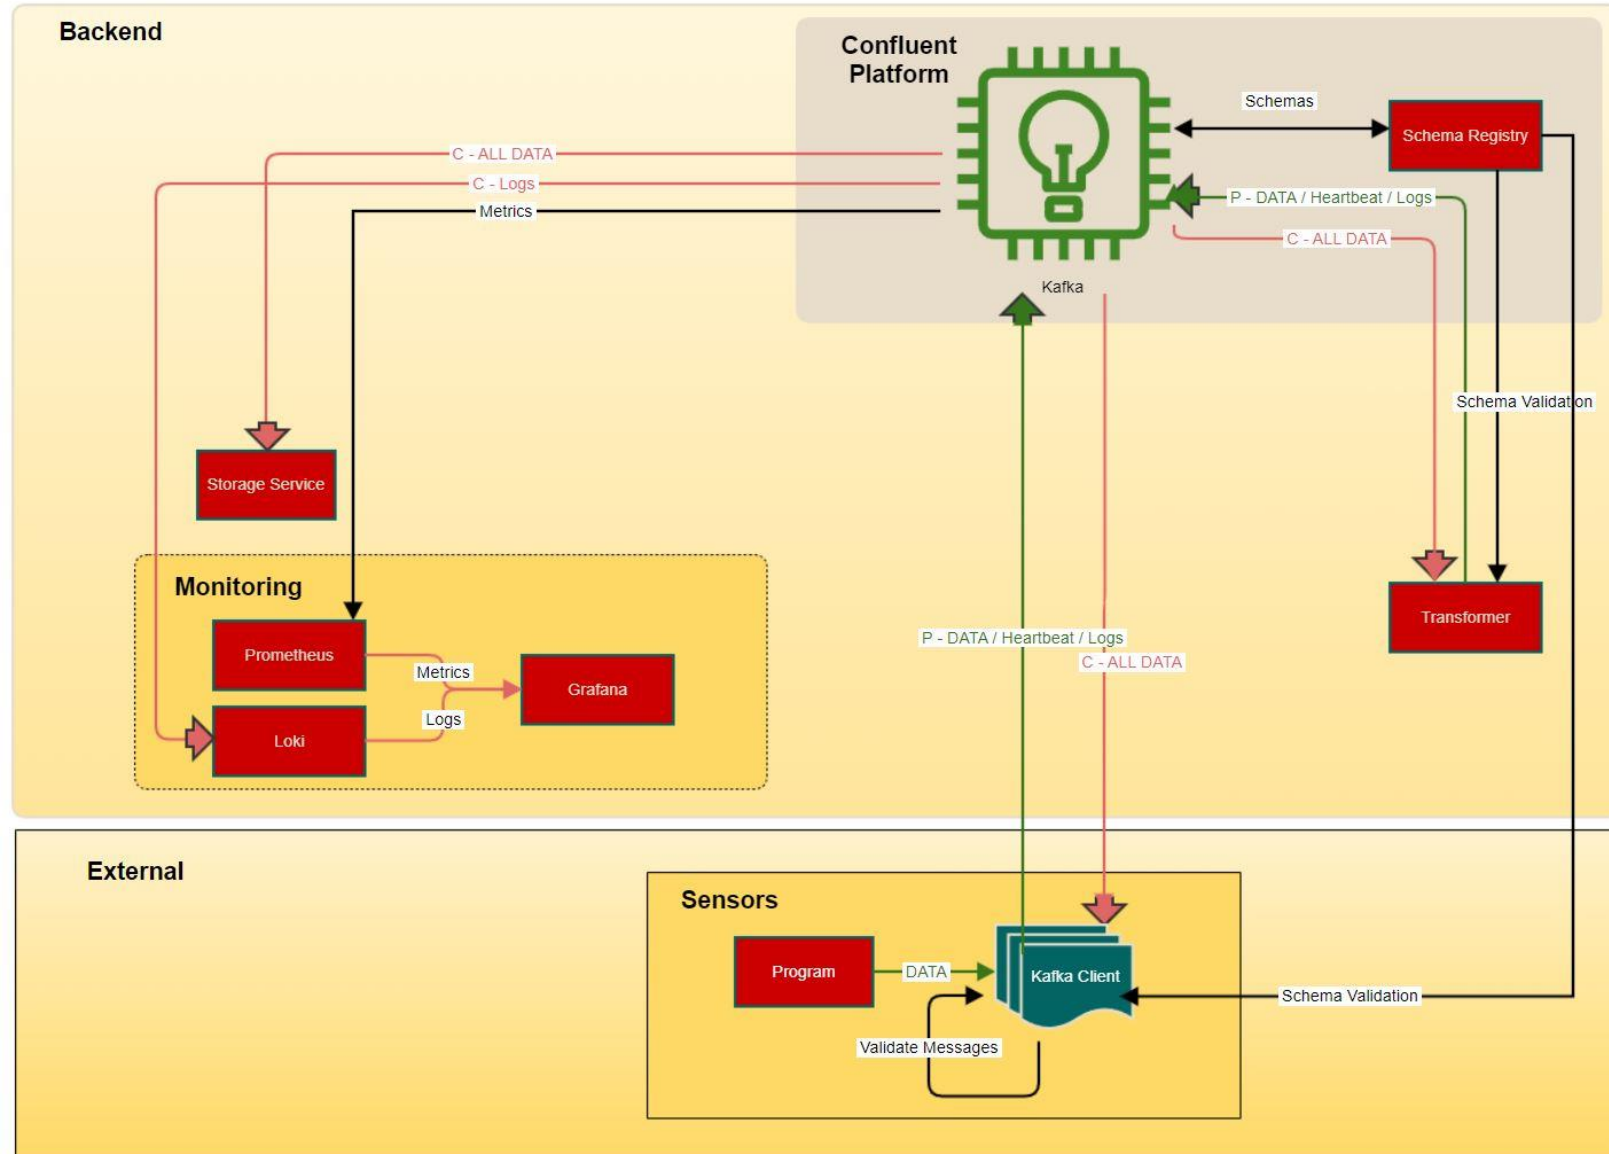 Backend
Confluent
Platform
Schemas
Schema Registry
C - ALL DATA
C - Logs
Metrics
P - DATA / Heartbeat / Logs
C - ALL DATA
Kafka
Schema Validation
Storage Service
Monitoring
Prometheus
Metrics
Grafana
Logs
Loki
Transformer
P - DATA / Heartbeat / Logs
C - ALL DATA
External
Sensors
Program
DATA
Kafka Client
Schema Validation
Validate Messages